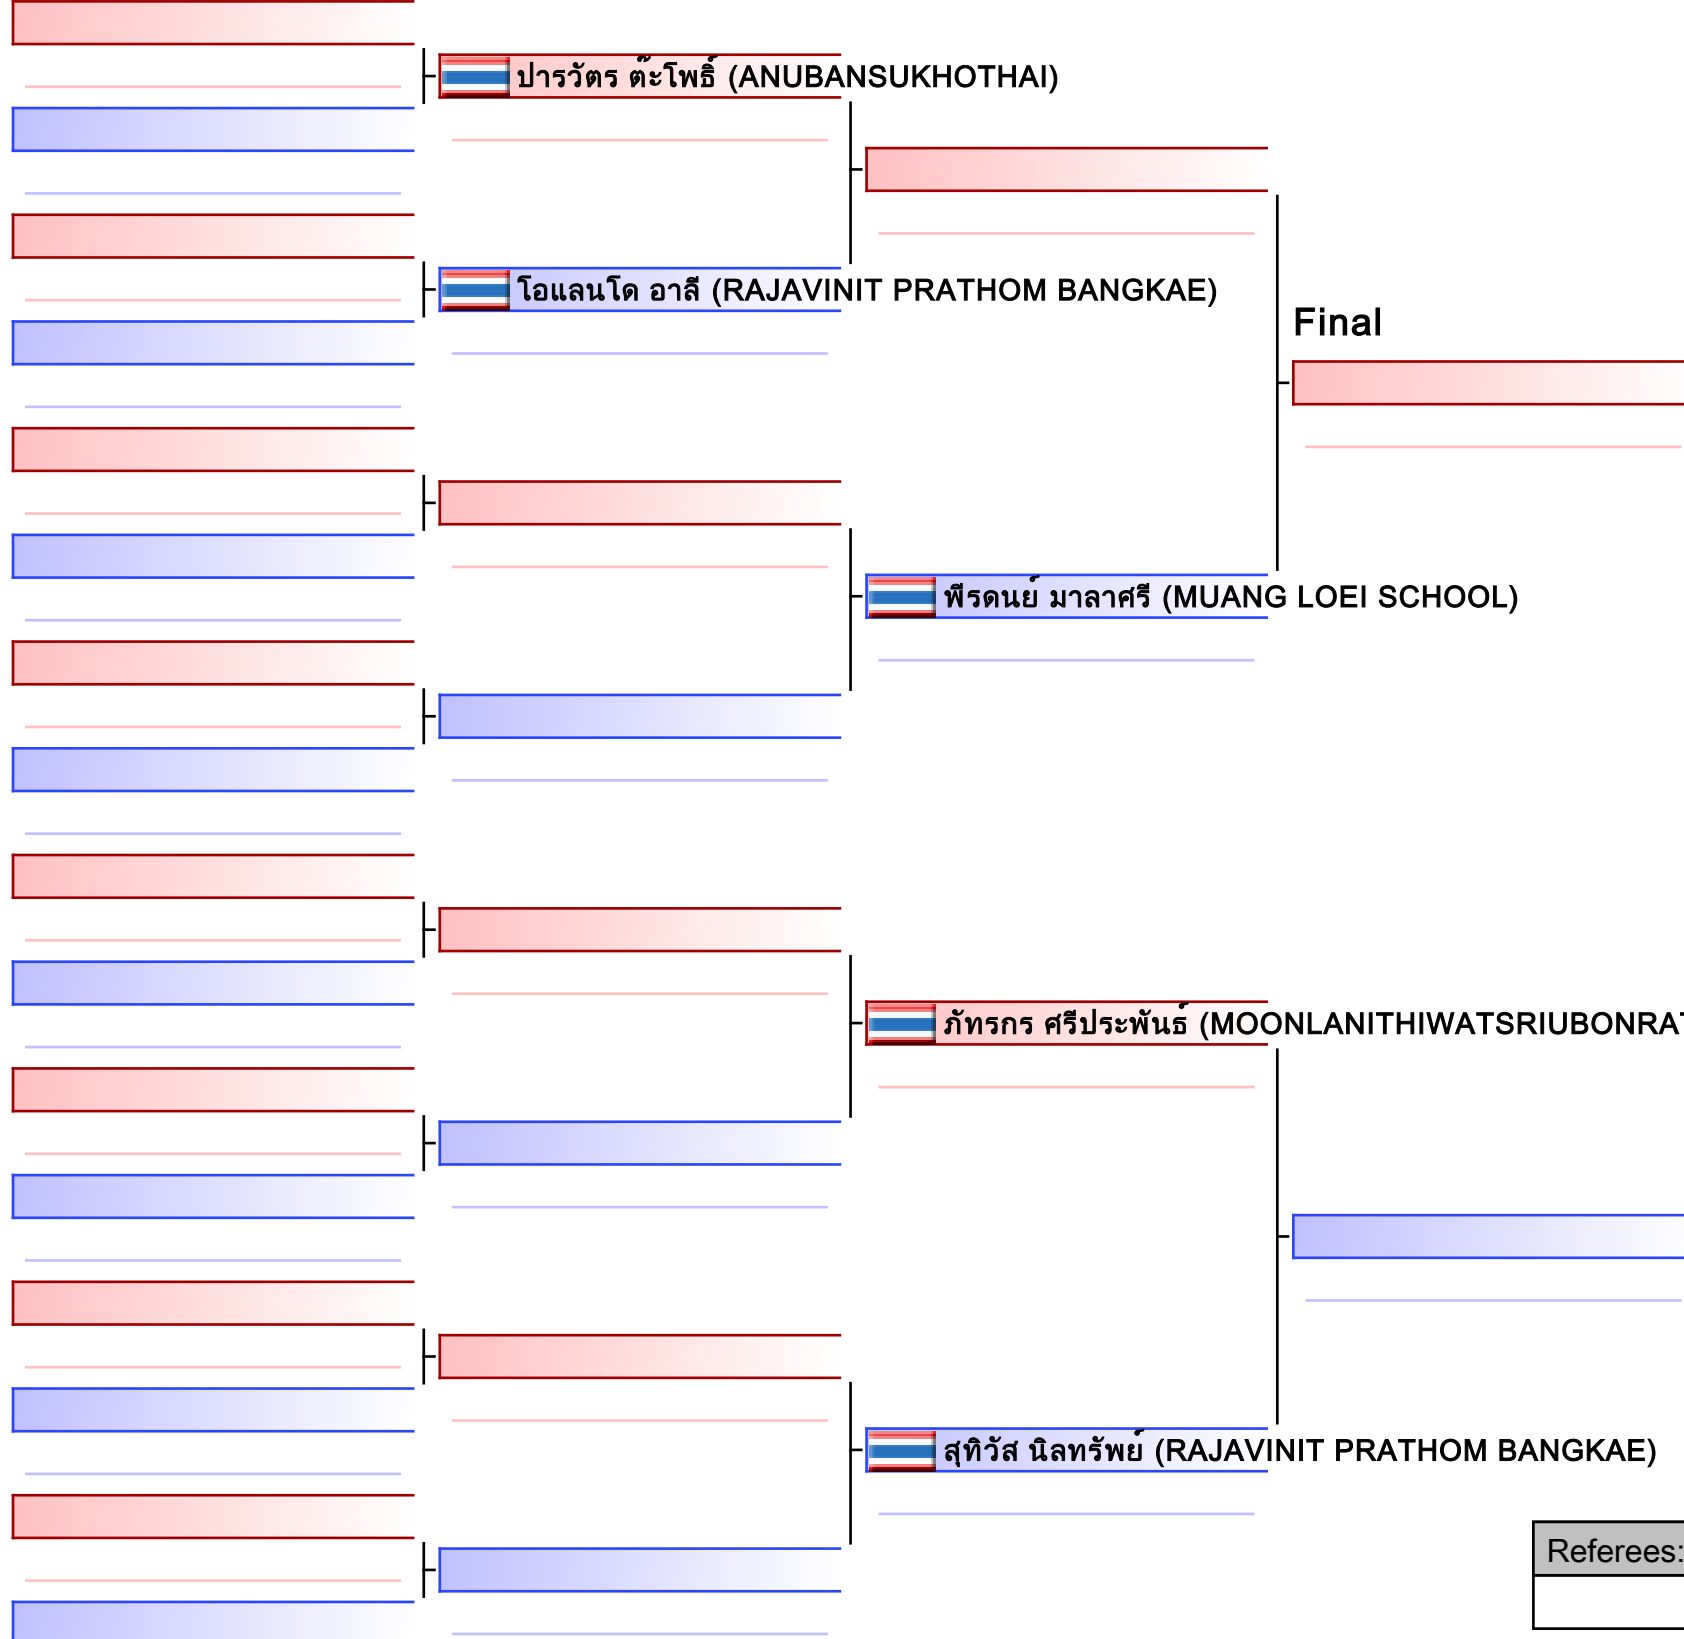 ปารวัตร ต๊ะโพธิ์ (ANUBANSUKHOTHAI)
โอแลนโด อาลี (RAJAVINIT PRATHOM BANGKAE)
Final
พีรดนย์ มาลาศรี (MUANG LOEI SCHOOL)
ภัทรกร ศรีประพันธ์ (MOONLANITHIWATSRIUBONRAT
สุทิวัส นิลทรัพย์ (RAJAVINIT PRATHOM BANGKAE)
Referees: